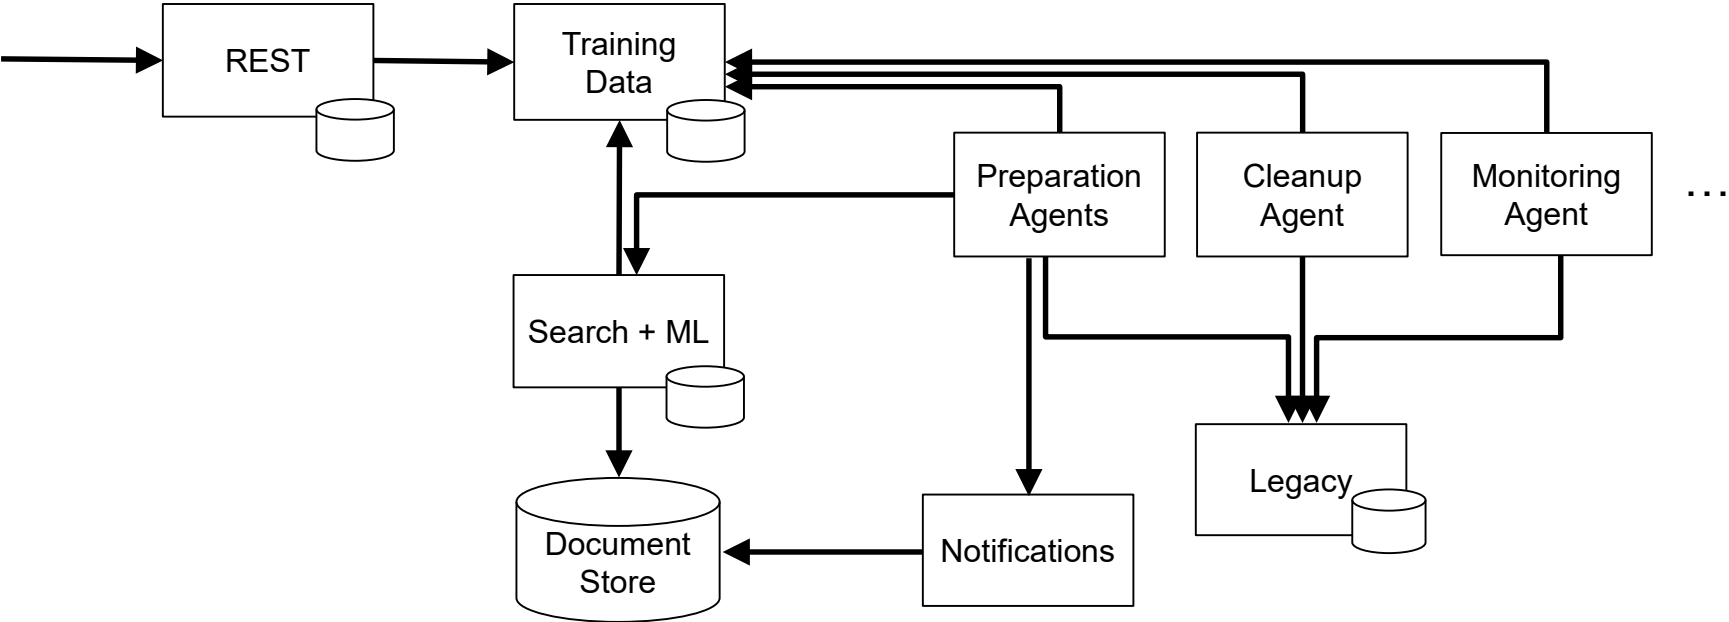 REST
Training
Data
Preparation
Agents
Cleanup
Agent
Monitoring
Agent
...
Search + ML
Legacy
Document
Store
Notifications